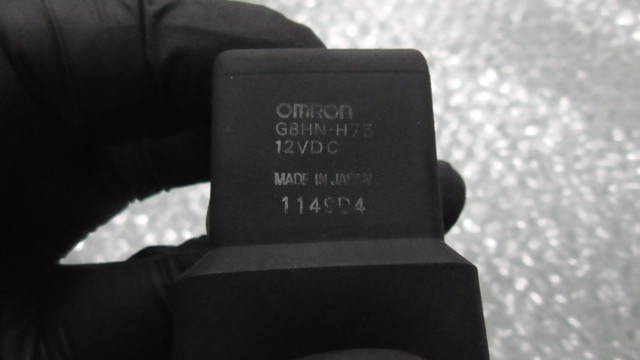 omron
G8HN-H73
12VDC
MADE IN JAPAN
1149D4